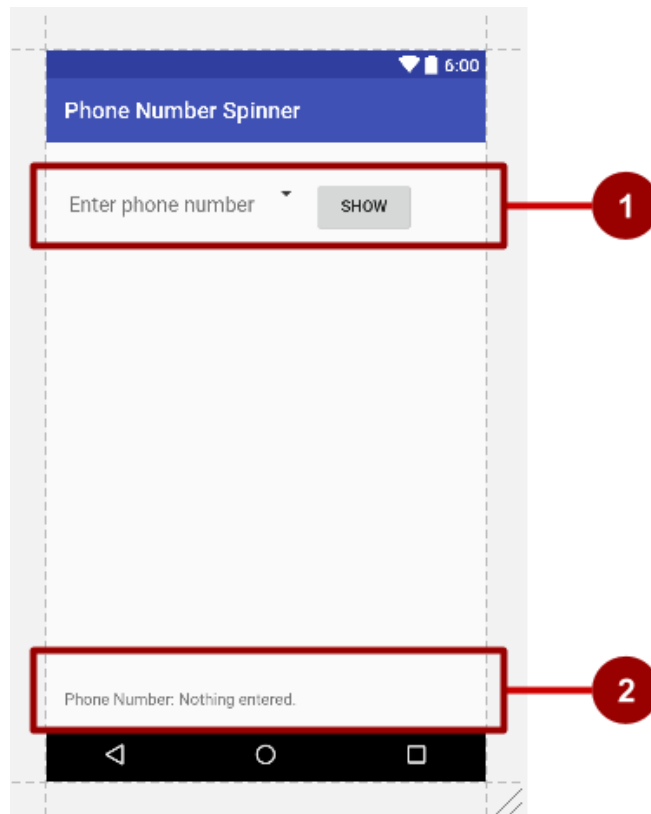 6:00
Phone Number Spinner
Enter phone number SHOW
1
Phone Number: Nothing entered.
2